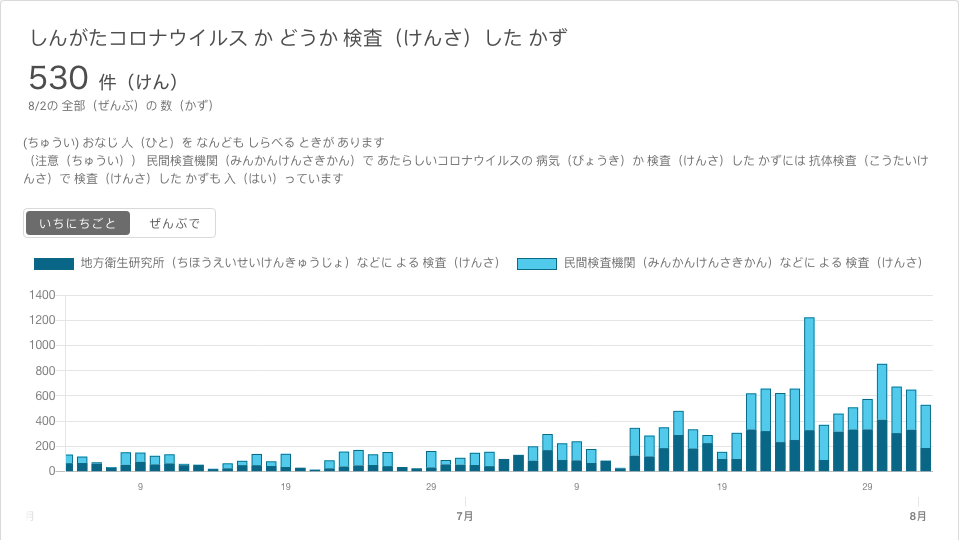 しんがたコロナウイルス か どうか 検査（けんさ）した かず
530 件（けん）
8/2の 全部（ぜんぶ）の 数（かず）
(ちゅうい) おなじ 人（ひと）を なんども しらべる ときが あります
（注意（ちゅうい）） 民間検査機関（みんかんけんさきかん）で あたらしいコロナウイルスの 病気（びょうき）か 検査（けんさ）した かずには 抗体検査（こうたいけ
んさ）で 検査（けんさ）した かずも 入（はい）っています
いちにちごと ぜんぶで
地方衛生研究所（ちほうえいせいけんきゅうじょ）などに よる 検査（けんさ） 民間検査機関（みんかんけんさきかん）などに よる 検査（けんさ）
1400
1200
1000
800
600
400
200
0
9 19 29 9 19 29
月 7月 8月